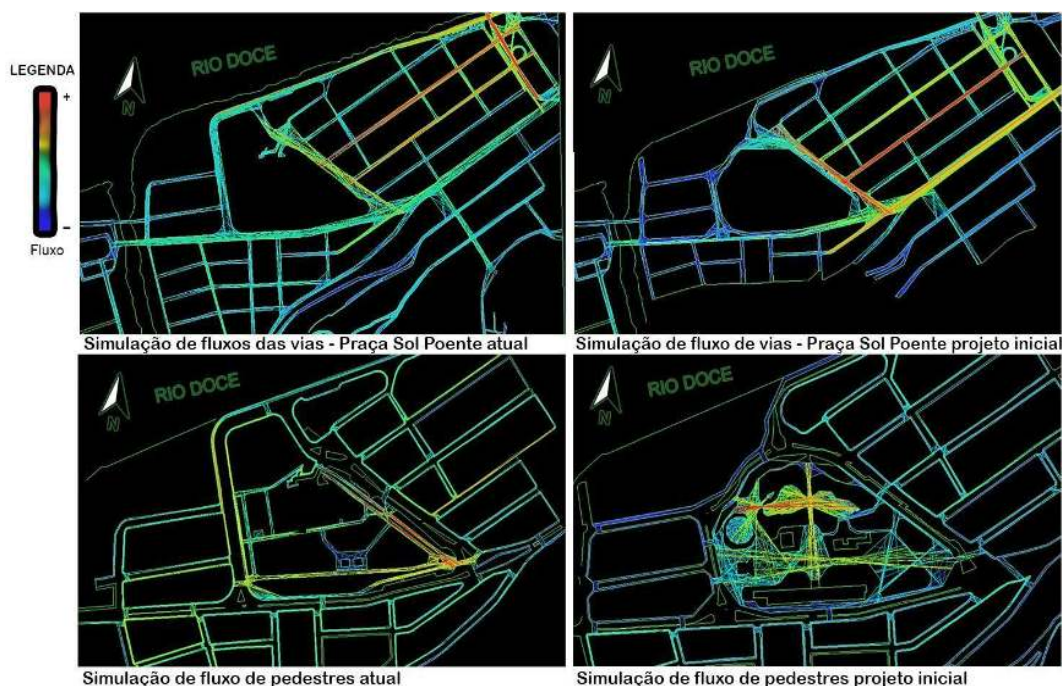 LEGENDA
+
-
Fluxo
RIO DOCE
N
Simulação de fluxos das vias - Praça Sol Poente atual
RIO DOCE
N
Simulação de fluxo de vias - Praça Sol Poente projeto inicial
RIO DOCE
N
Simulação de fluxo de pedestres atual
RIO DOCE
N
Simulação de fluxo de pedestres projeto inicial